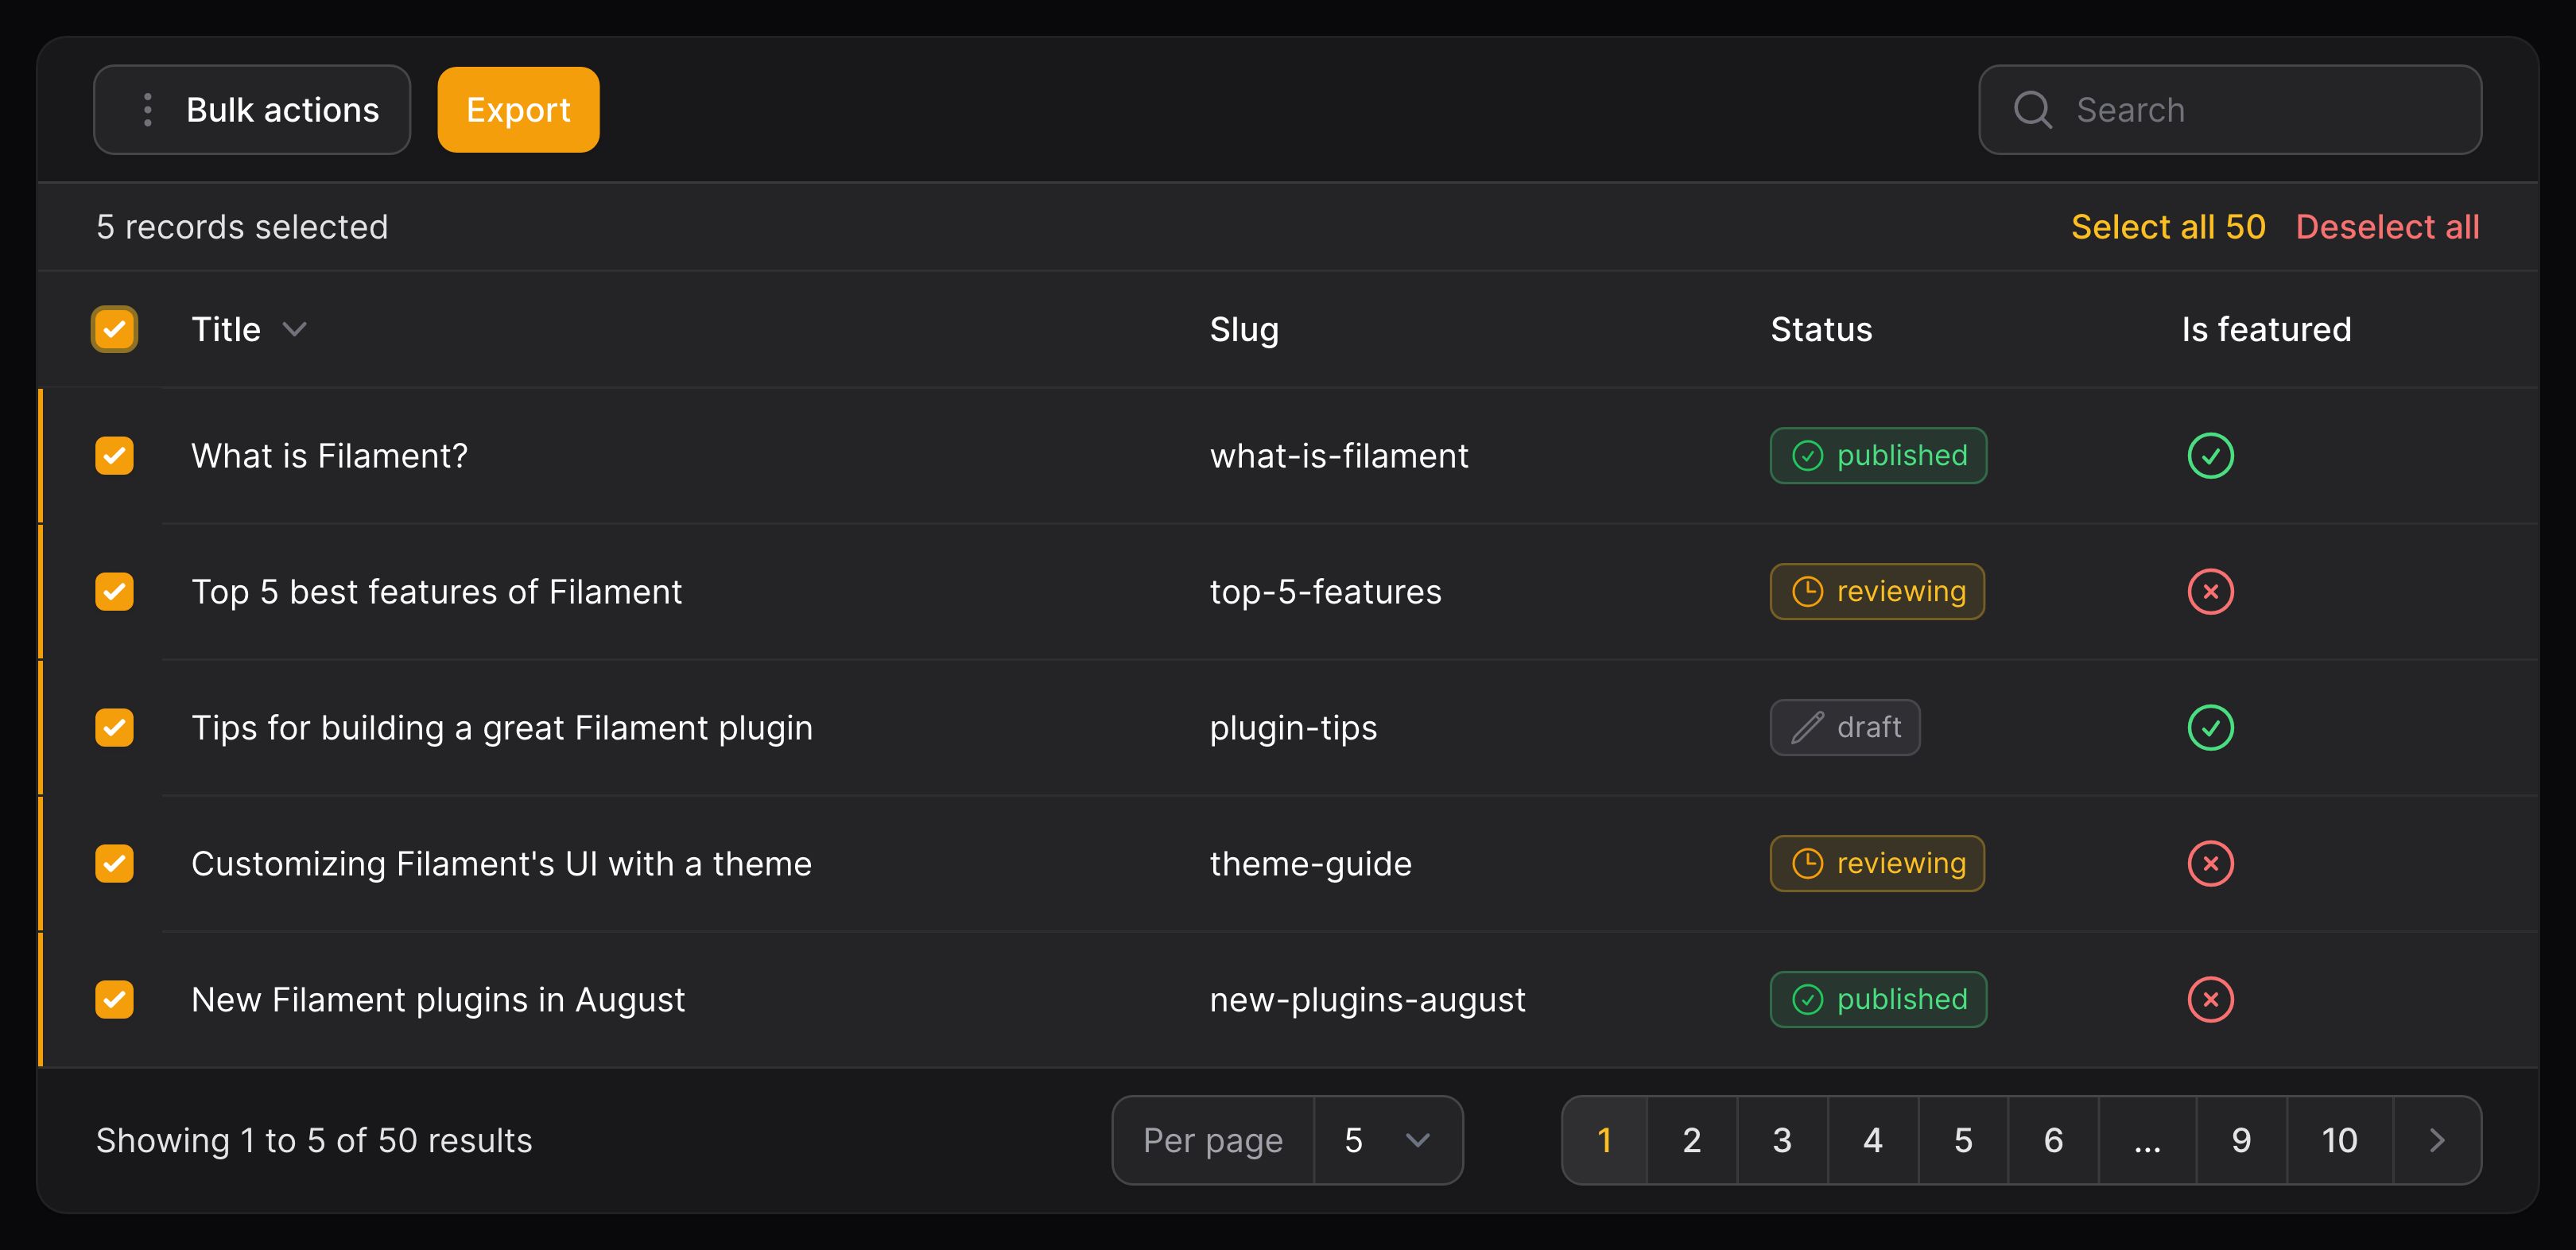 Bulk actions Export Search
5 records selected Select all 50 Deselect all
Title Slug Status Is featured
What is Filament? what-is-filament published
Top 5 best features of Filament top-5-features reviewing
Tips for building a great Filament plugin plugin-tips draft
Customizing Filament's UI with a theme theme-guide reviewing
New Filament plugins in August new-plugins-august published
Showing 1 to 5 of 50 results Per page 5 1 2 3 4 5 6 ... 9 10